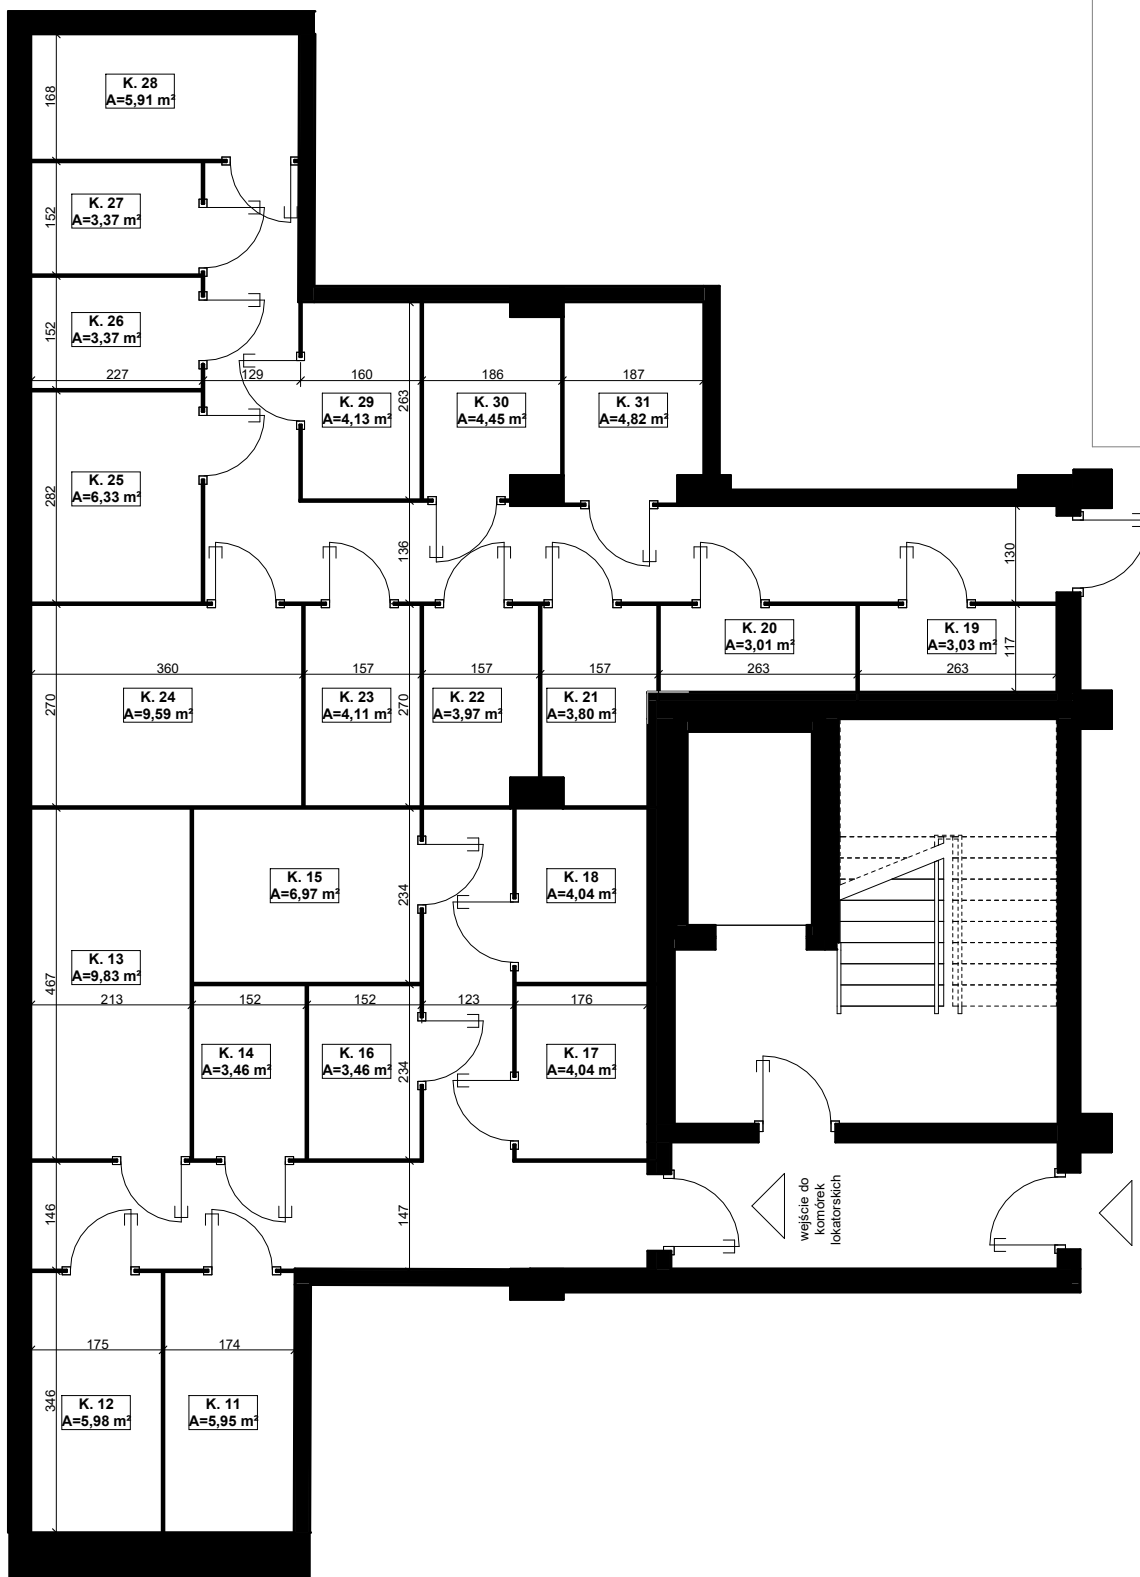 K. 28
A=5,91 m²
168
K. 27
A=3,37 m²
152
K. 26
A=3,37 m²
152
227
129
160
186
187
K. 29
A=4,13 m²
263
K. 30
A=4,45 m²
K. 31
A=4,82 m²
K. 25
A=6,33 m²
282
136
130
K. 20
A=3,01 m²
K. 19
A=3,03 m²
117
360
157
157
157
263
263
K. 24
A=9,59 m²
270
K. 23
A=4,11 m²
270
K. 22
A=3,97 m²
K. 21
A=3,80 m²
K. 15
A=6,97 m²
234
K. 18
A=4,04 m²
K. 13
A=9,83 m²
467
213
152
152
123
176
K. 14
A=3,46 m²
K. 16
A=3,46 m²
234
K. 17
A=4,04 m²
146
147
wejście do
komórek
lokatorskich
175
174
346
K. 12
A=5,98 m²
K. 11
A=5,95 m²